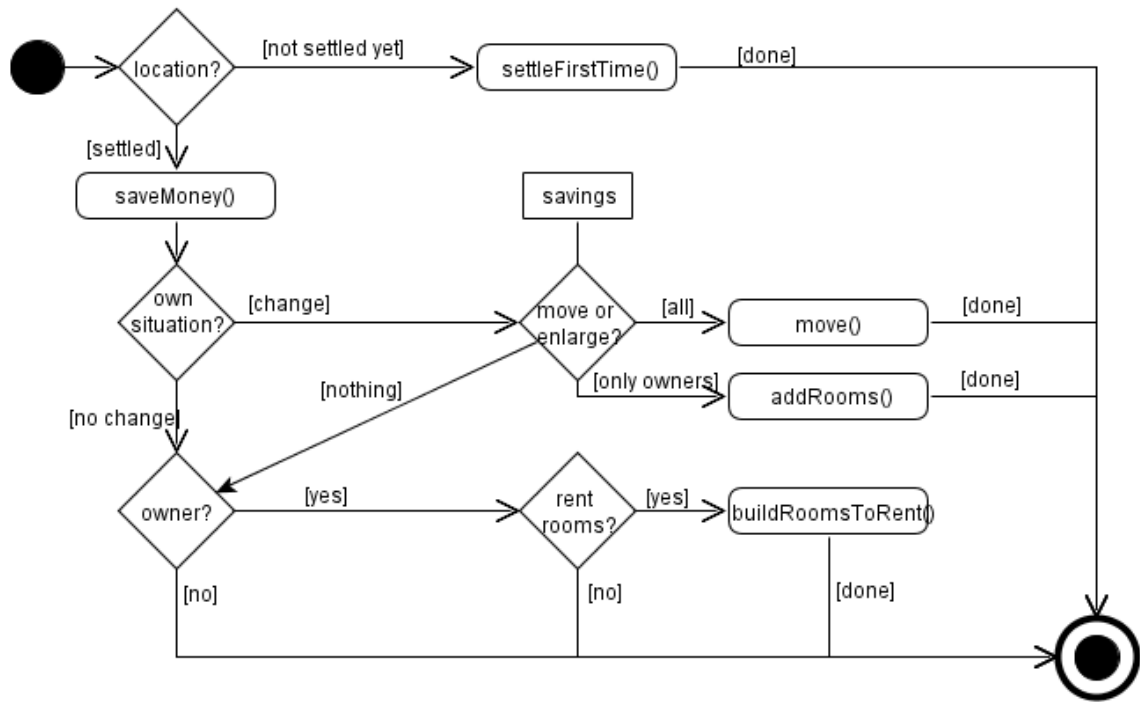 [not settled yet]
[done]
location?
settleFirstTime()
[settled]
saveMoney()
savings
own
situation?
[change]
move or
enlarge?
[all]
move()
[done]
[nothing]
[only owners]
addRooms()
[done]
[no change]
owner?
[yes]
rent
rooms?
[yes]
buildRoomsToRent()
[no]
[no]
[done]